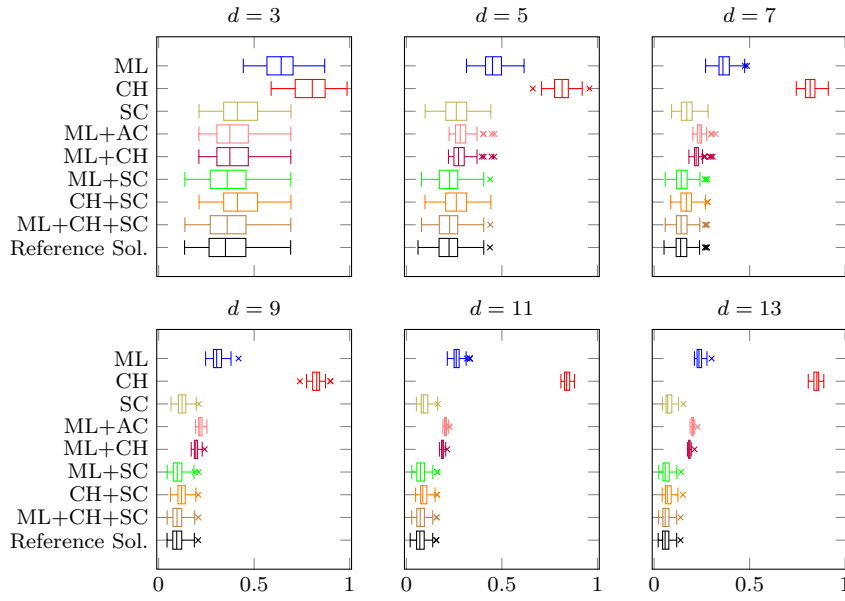 d = 3
d = 5
d = 7
ML
CH
SC
ML+AC
ML+CH
ML+SC
CH+SC
ML+CH+SC
Reference Sol.
d = 9
d = 11
d = 13
ML
CH
SC
ML+AC
ML+CH
ML+SC
CH+SC
ML+CH+SC
Reference Sol.
0 0.5 1
0 0.5 1
0 0.5 1